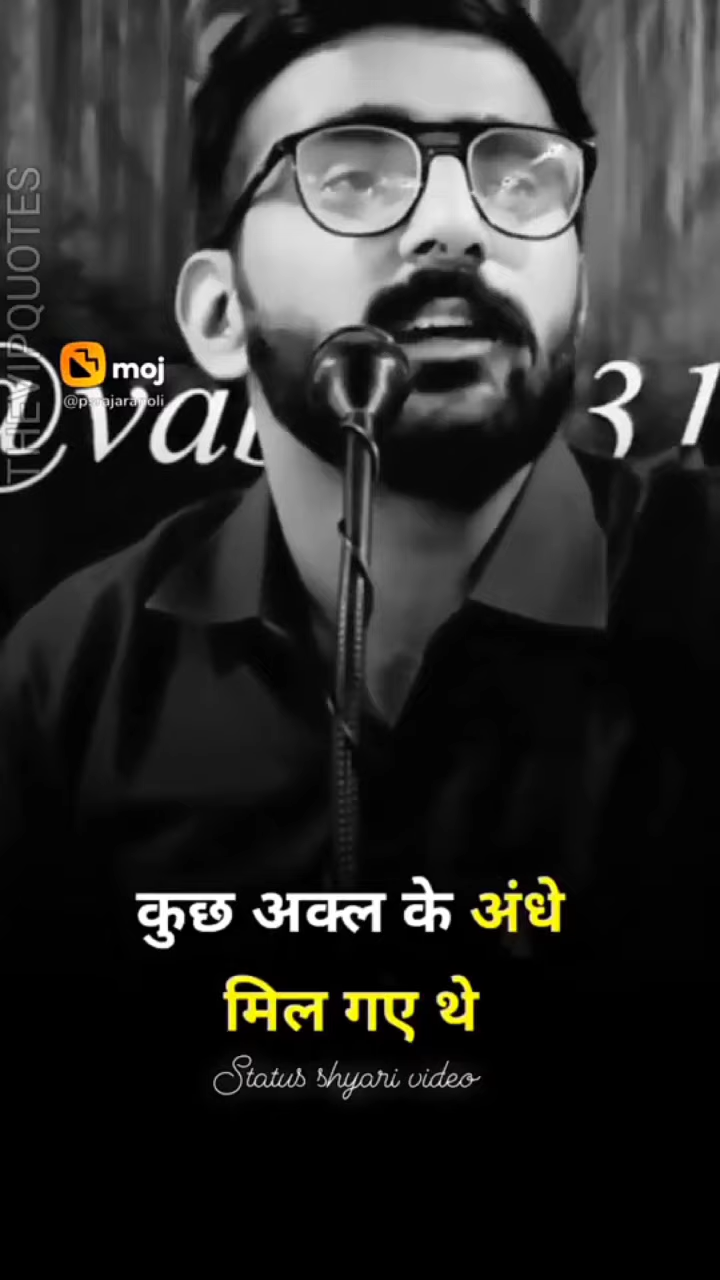 THEVIPQUOTES
moj
कुछ अक्ल के अंधे
मिल गए थे
Status shyari video